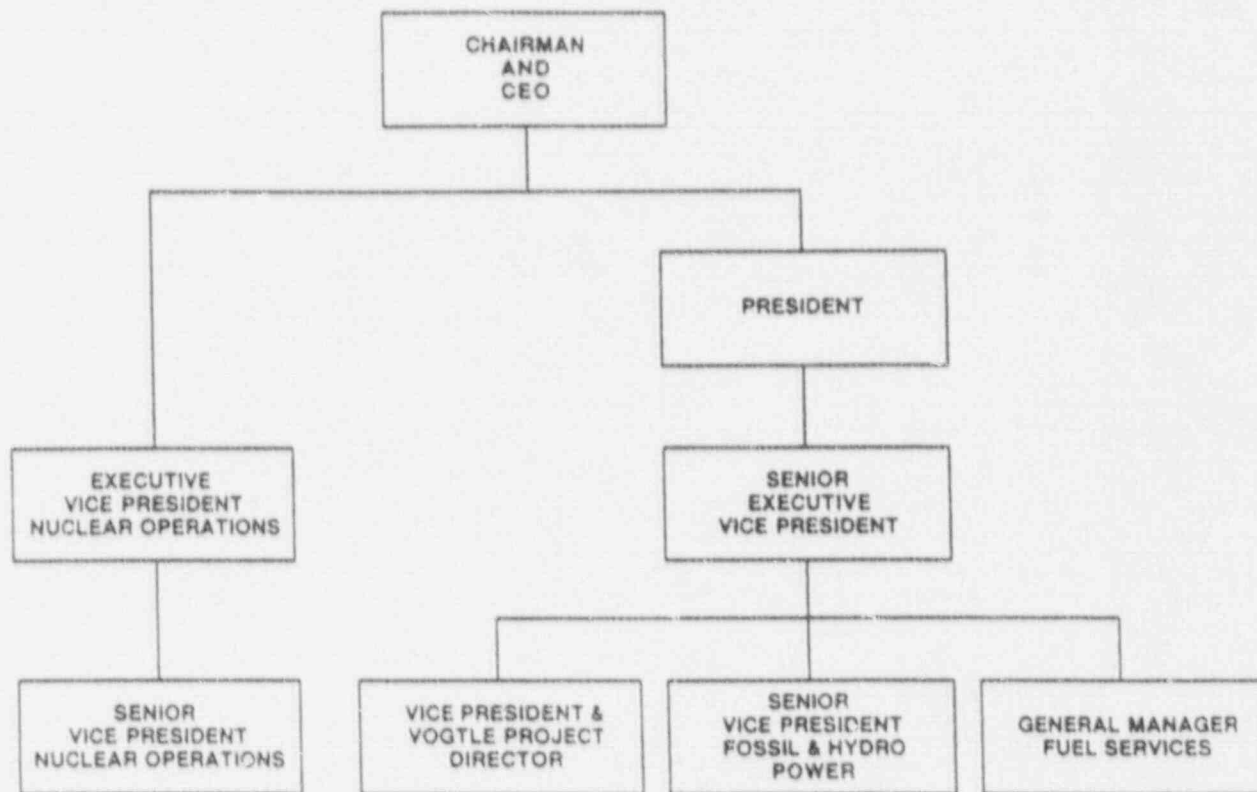 CHAIRMAN
AND
CEO
PRESIDENT
EXECUTIVE
VICE PRESIDENT
NUCLEAR OPERATIONS
SENIOR
EXECUTIVE
VICE PRESIDENT
SENIOR
VICE PRESIDENT
NUCLEAR OPERATIONS
VICE PRESIDENT &
VOGTLE PROJECT
DIRECTOR
SENIOR
VICE PRESIDENT
FOSSIL & HYDRO
POWER
GENERAL MANAGER
FUEL SERVICES